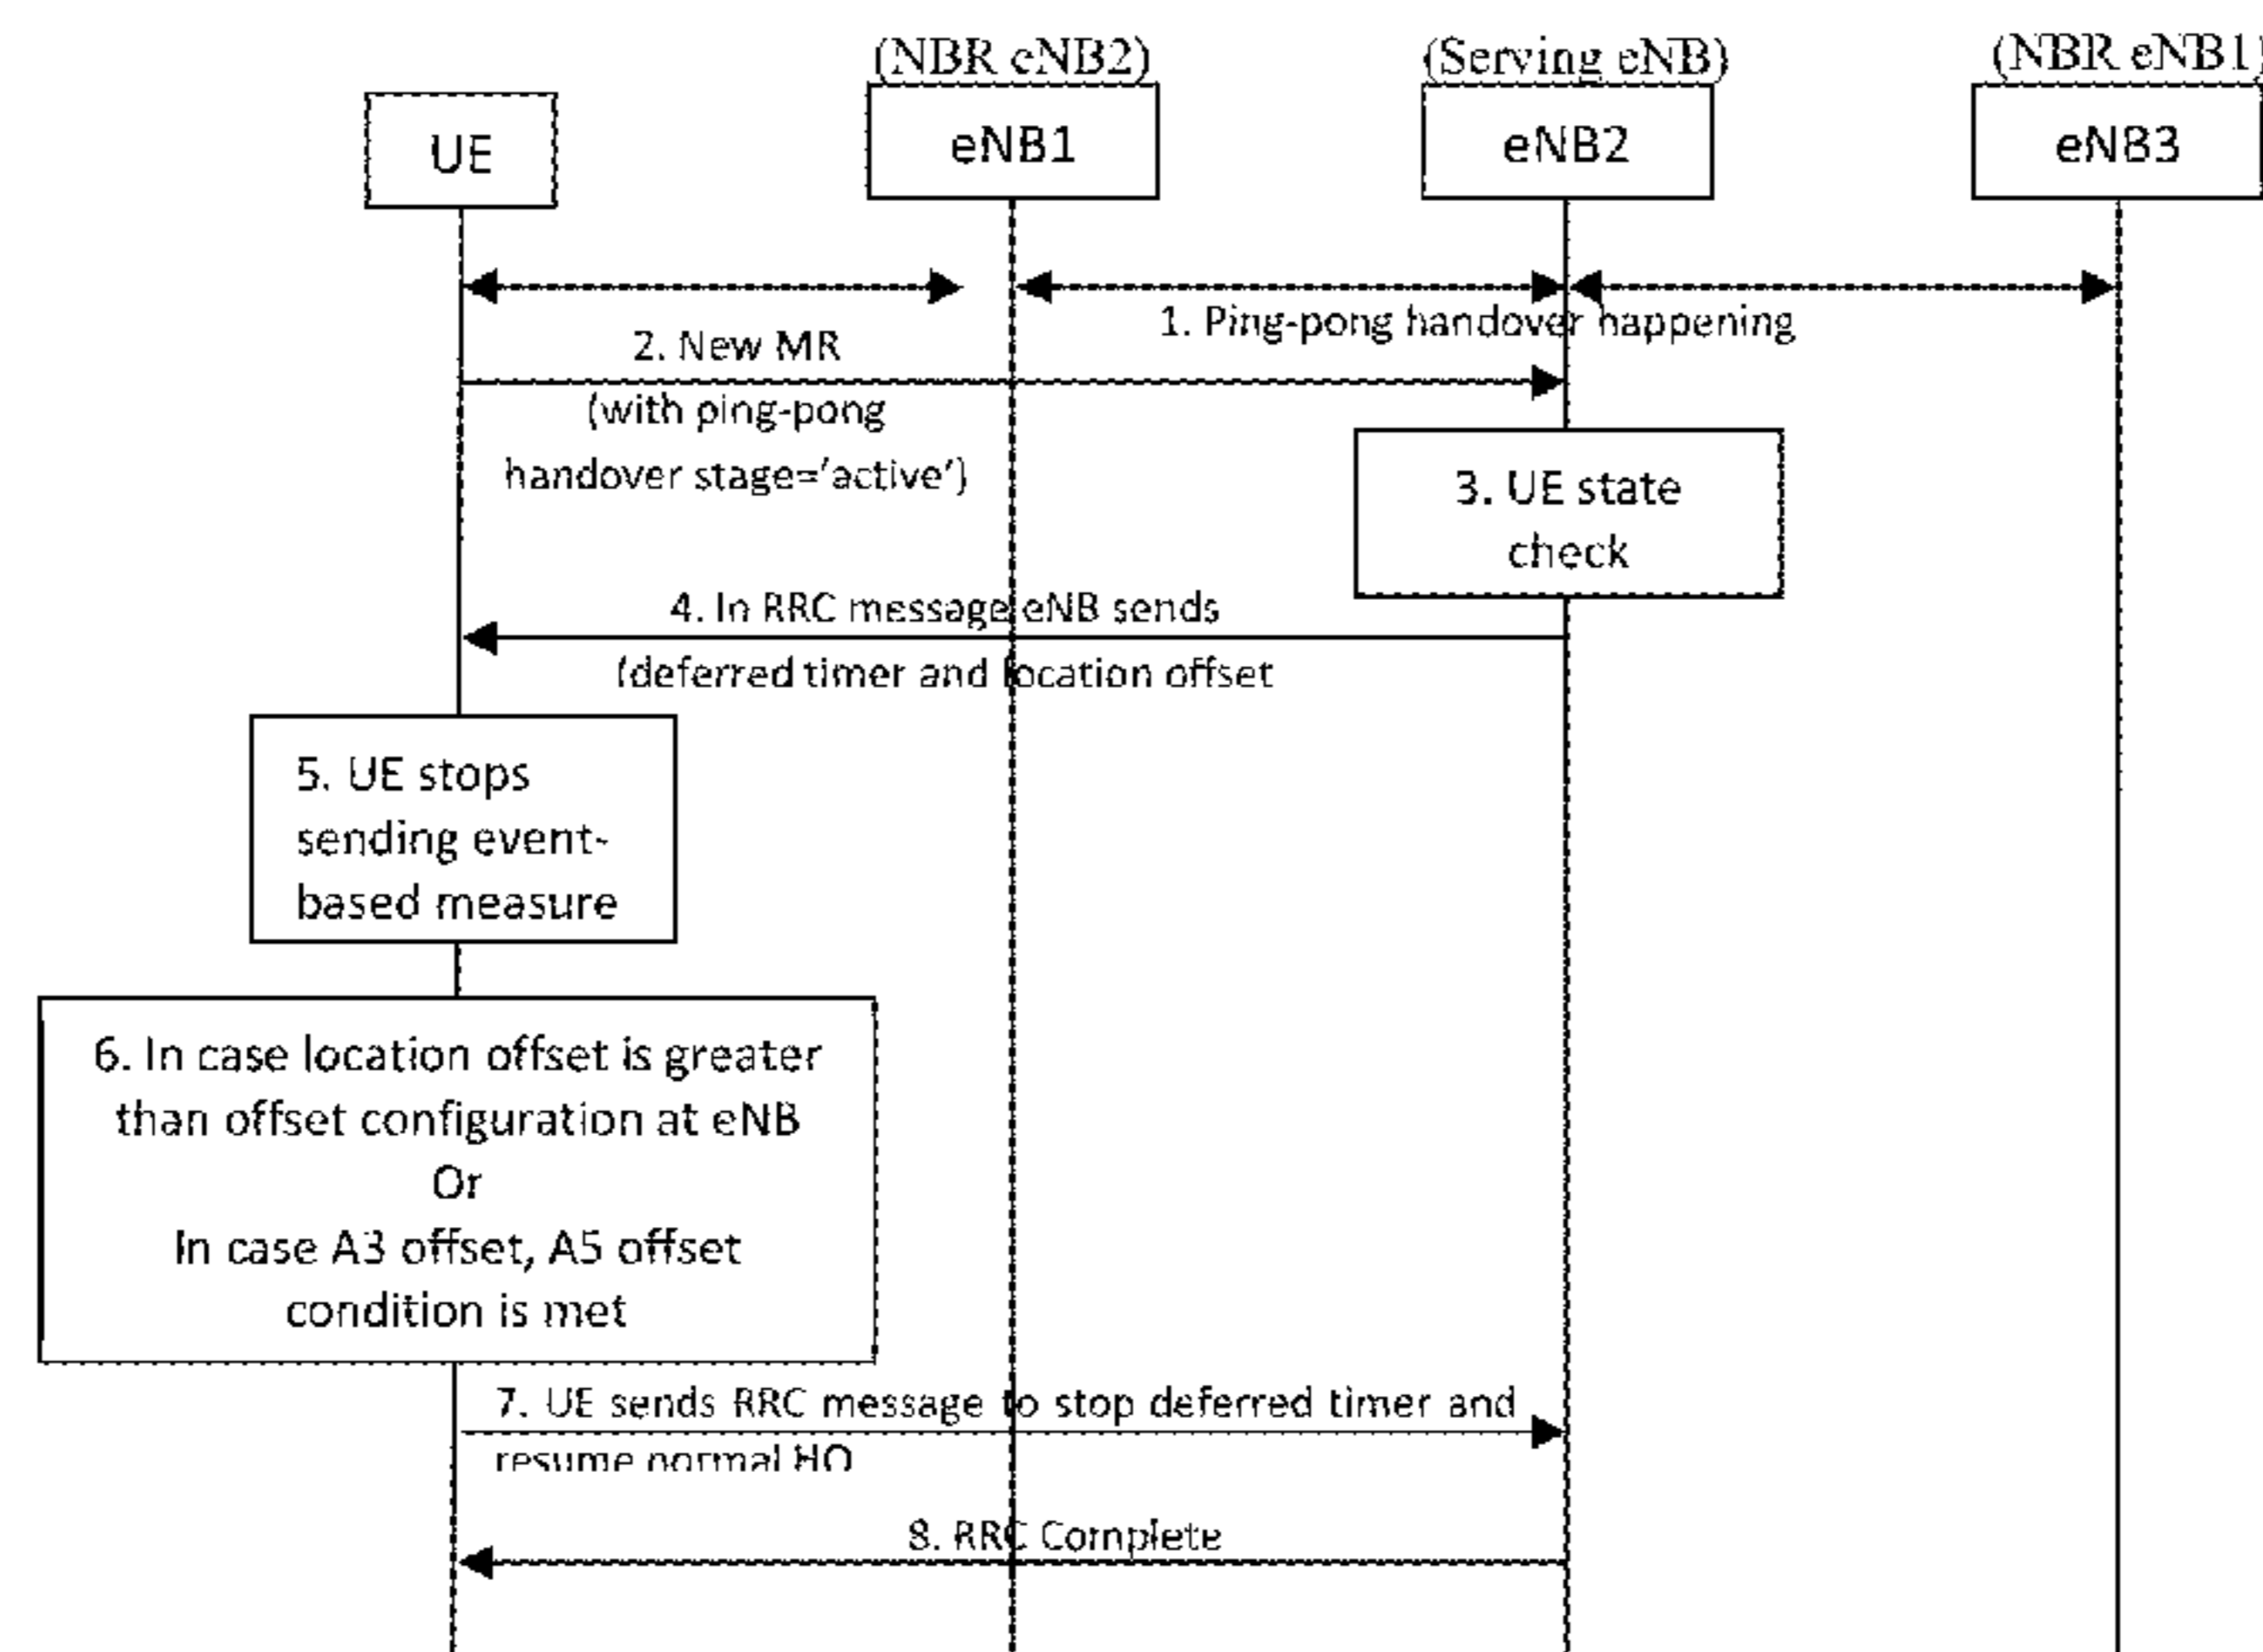 (NBR eNB2)
(Serving eNB)
(NBR eNB1)
UE
eNB1
eNB2
eNB3
1. Ping-pong handover happening
2. New MR
(with ping-pong
handover stage='active')
3. UE state
check
4. In RRC message eNB sends
(deferred timer and location offset
5. UE stops
sending event-
based measure
6. In case location offset is greater
than offset configuration at eNB
Or
In case A3 offset, A5 offset
condition is met
7. UE sends RRC message to stop deferred timer and
resume normal HO
8. RRC Complete